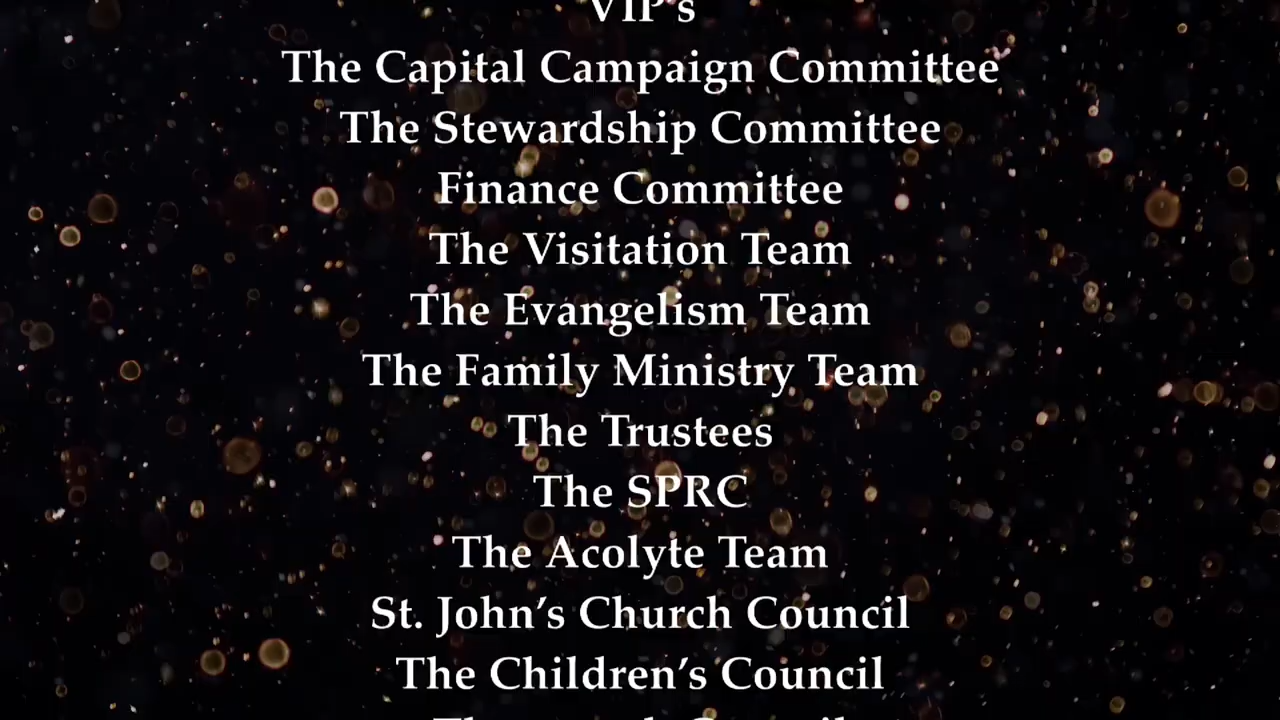 VIP's
The Capital Campaign Committee
The Stewardship Committee
Finance Committee
The Visitation Team
The Evangelism Team
The Family Ministry Team
The Trustees
The SPRC
The Acolyte Team
St. John’s Church Council
The Children’s Council